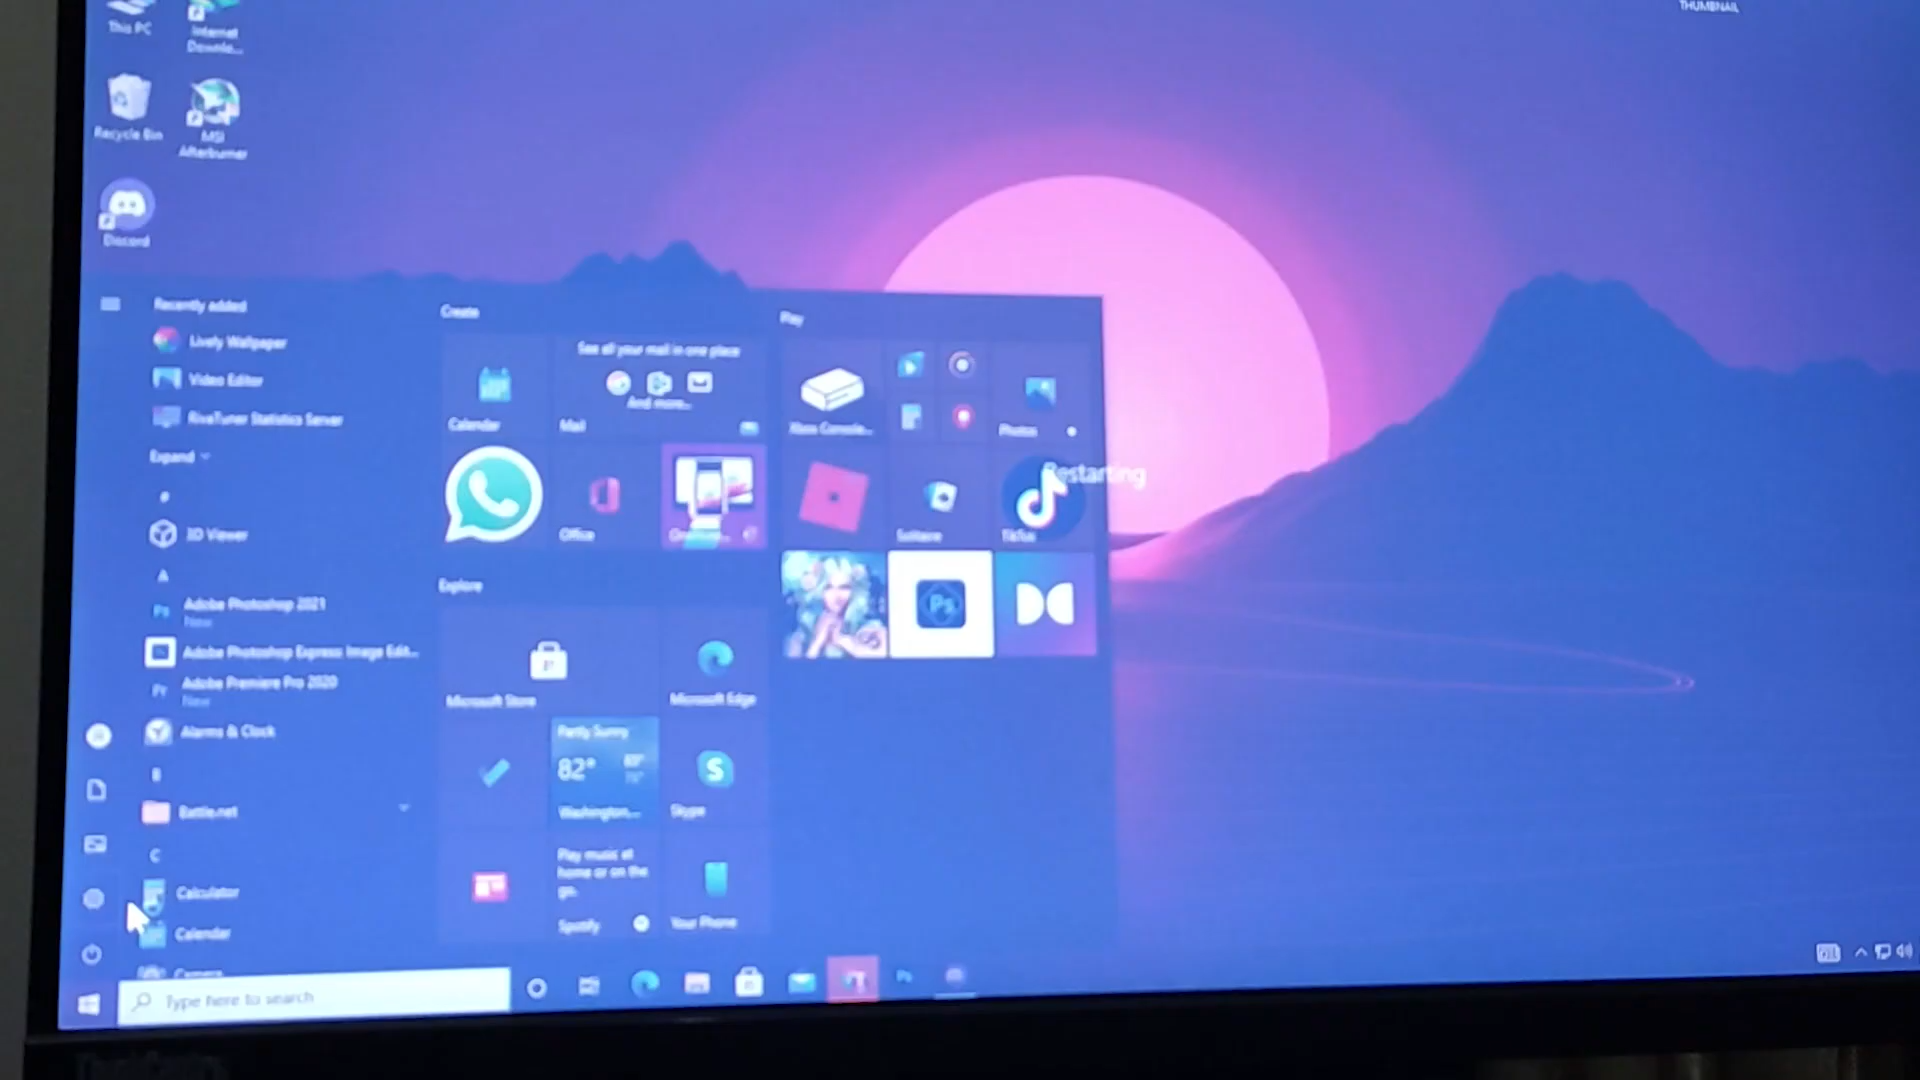 THUMBNAIL
This PC
Internet
Downlo...
Recycle Bin
MSI
Afterburner
Discord
Recently added
Lively Wallpaper
Video Editor
RivaTuner Statistics Server
Expand
#
3D Viewer
A
Adobe Photoshop 2021
New
Adobe Photoshop Express: Image Edit...
Adobe Premiere Pro 2020
New
Alarms & Clock
B
Battle.net
C
Calculator
Calendar
Camera
Type here to search
Create
Calendar
See all your mail in one place
And more...
Mail
Office
Explore
Microsoft Store
Microsoft Edge
Partly Sunny
82°
Washington,...
Skype
Play music at
home or on the
go.
Spotify
Your Phone
Play
Xbox Console...
Photos
Solitaire
TikTok
Ps
Restarting